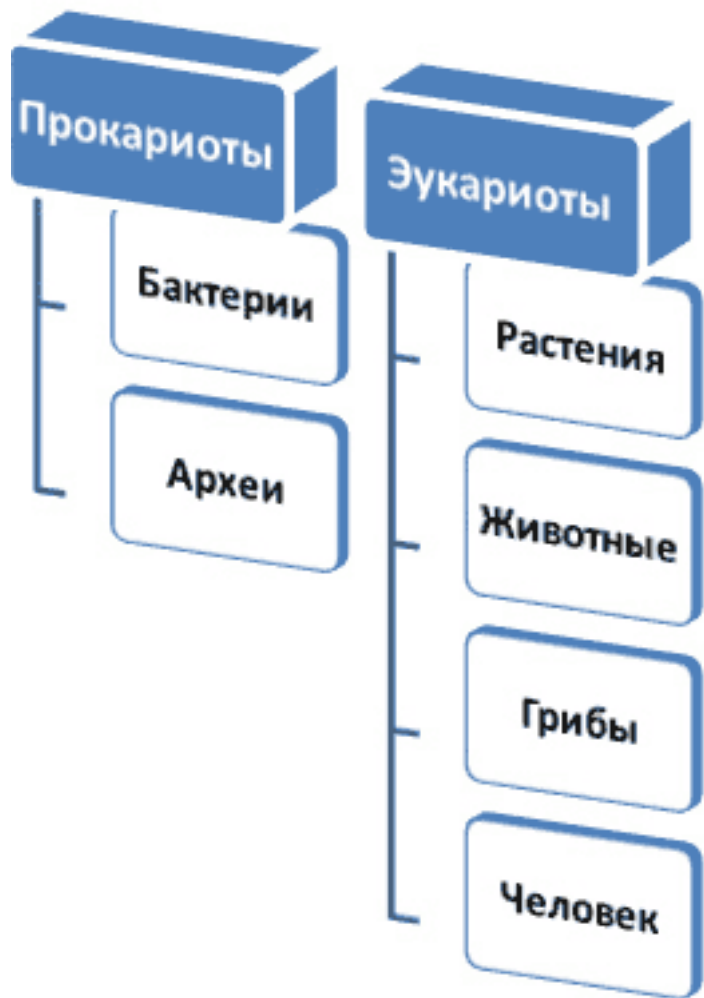 Прокариоты
Бактерии
Археи
Эукариоты
Растения
Животные
Грибы
Человек